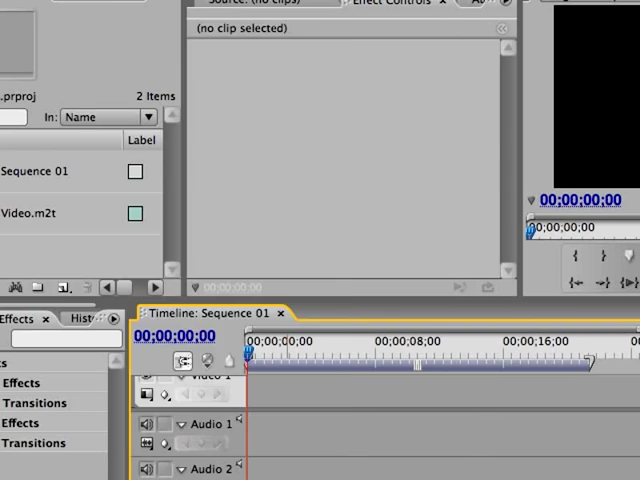 Source: (no clips) Effect Controls ×
(no clip selected)
.prproj 2 Items
In: Name
Label
Sequence 01
Video.m2t
00;00;00;00
00;00;00;00
00;00;00;00
Effects × Hist
Timeline: Sequence 01 ×
00;00;00;00
00;00;00;00 00;00;08;00 00;00;16;00
Effects
Transitions
Effects
Transitions
Video 1
Audio 1
Audio 2